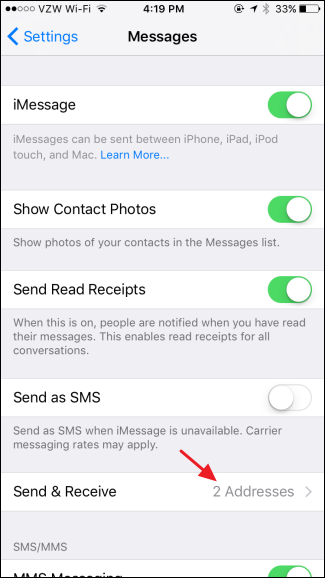 VZW Wi-Fi 4:19 PM 33%
Settings Messages
iMessage
iMessages can be sent between iPhone, iPad, iPod
touch, and Mac. Learn More...
Show Contact Photos
Show photos of your contacts in the Messages list.
Send Read Receipts
When this is on, people are notified when you have read
their messages. This enables read receipts for all
conversations.
Send as SMS
Send as SMS when iMessage is unavailable. Carrier
messaging rates may apply.
Send & Receive 2 Addresses
SMS/MMS
MMS Messaging